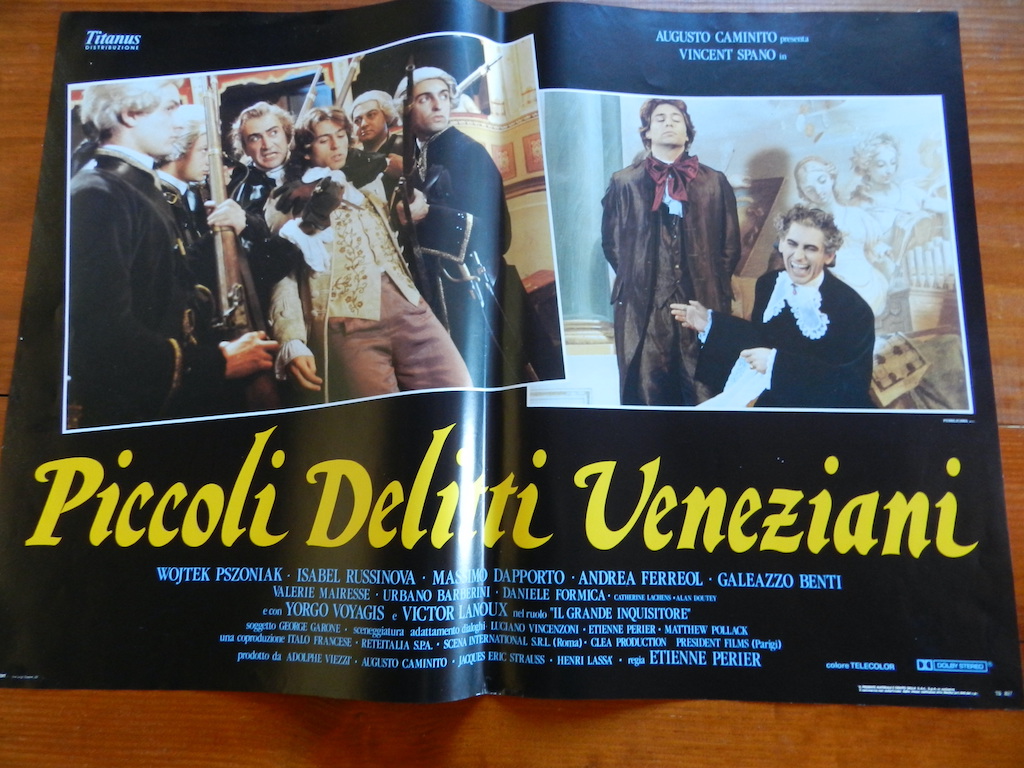 Titanus
DISTRIBUZIONE
AUGUSTO CAMINITO presenta
VINCENT SPANO in
Piccoli Delitti Veneziani
WOJTEK PSZONIAK · ISABEL RUSSINOVA · MASSIMO DAPPORTO · ANDREA FERREOL · GALEAZZO BENTI
VALERIE MAIRESSE · URBANO BARBERINI · DANIELE FORMICA · CATHERINE LACHENS · ALAN DOUTEY
e con YORGO VOYAGIS e VICTOR LANOUX nel ruolo "IL GRANDE INQUISITORE"
soggetto GEORGE GARONE · sceneggiatura adattamento dialoghi LUCIANO VINCENZONI · ETIENNE PERIER · MATTHEW POLLACK
una coproduzione ITALO FRANCESE · RETEITALIA S.P.A. · SCENA INTERNATIONAL S.R.L (Roma) · CLEA PRODUCTION PRESIDENT FILMS (Parigi)
prodotto da ADOLPHE VIEZZI · AUGUSTO CAMINITO · JACQUES ERIC STRAUSS · HENRI LASSA · regia ETIENNE PERIER
colore TELECOLOR
DOLBY STEREO